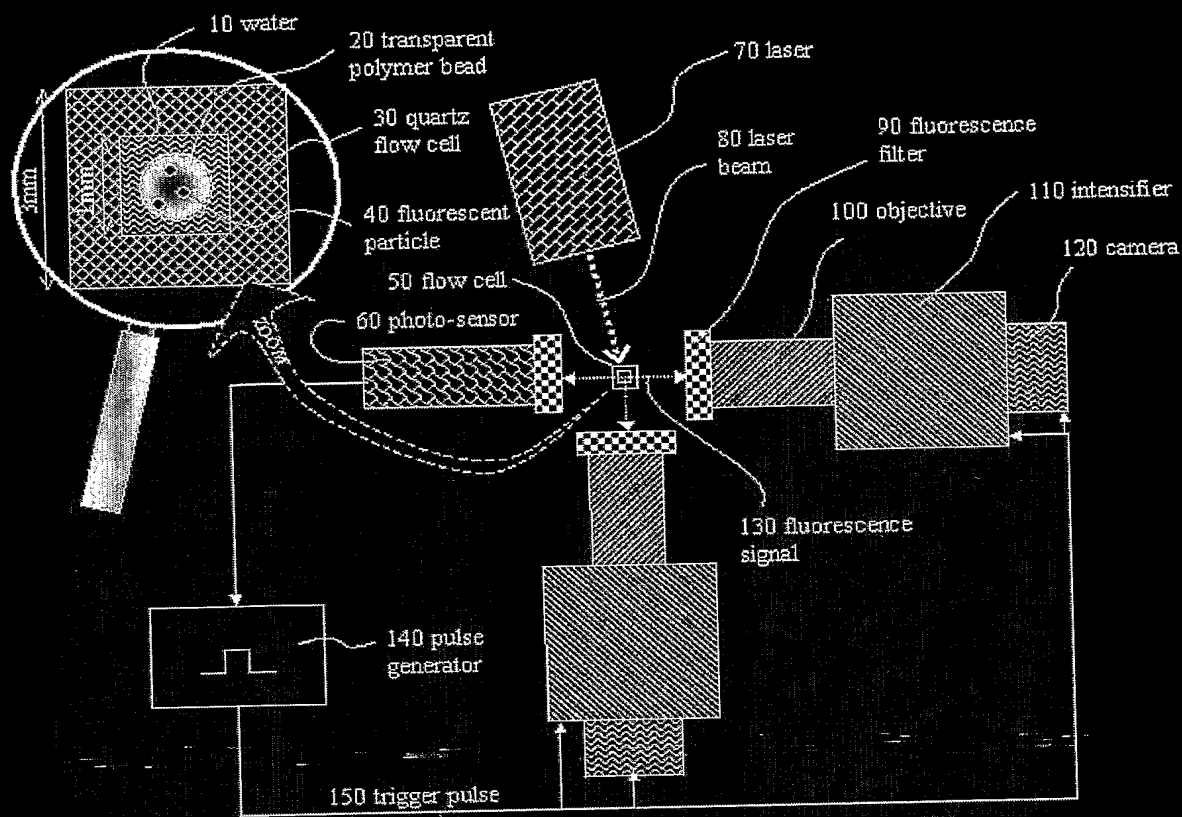 10 water
20 transparent
polymer bead
30 quartz
flow cell
40 fluorescent
particle
3mm
1mm
50 flow cell
60 photo-sensor
70 laser
80 laser
beam
90 fluorescence
filter
100 objective
110 intensifier
120 camera
130 fluorescence
signal
140 pulse
generator
150 trigger pulse